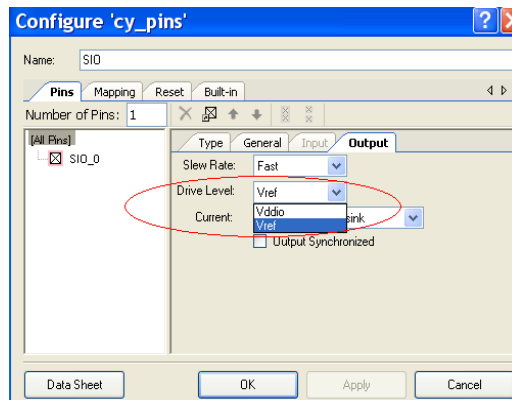 Configure 'cy_pins'
Name: SIO
Pins Mapping Reset Built-in
Number of Pins: 1
[All Pins]
SIO_0
Type General Input Output
Slew Rate: Fast
Drive Level: Vref
Vddio
Vref
Current: sink
Output Synchronized
Data Sheet OK Apply Cancel